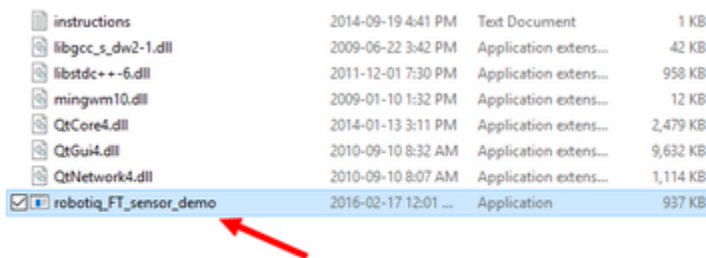 instructions 2014-09-19 4:41 PM Text Document 1 KB
libgcc_s_dw2-1.dll 2009-06-22 3:42 PM Application extens... 42 KB
libstdc++-6.dll 2011-12-01 7:30 PM Application extens... 958 KB
mingwm10.dll 2009-01-10 1:32 PM Application extens... 12 KB
QtCore4.dll 2014-01-13 3:11 PM Application extens... 2,479 KB
QtGui4.dll 2010-09-10 8:32 AM Application extens... 9,632 KB
QtNetwork4.dll 2010-09-10 8:07 AM Application extens... 1,114 KB
robotiq_FT_sensor_demo 2016-02-17 12:01 ... Application 937 KB